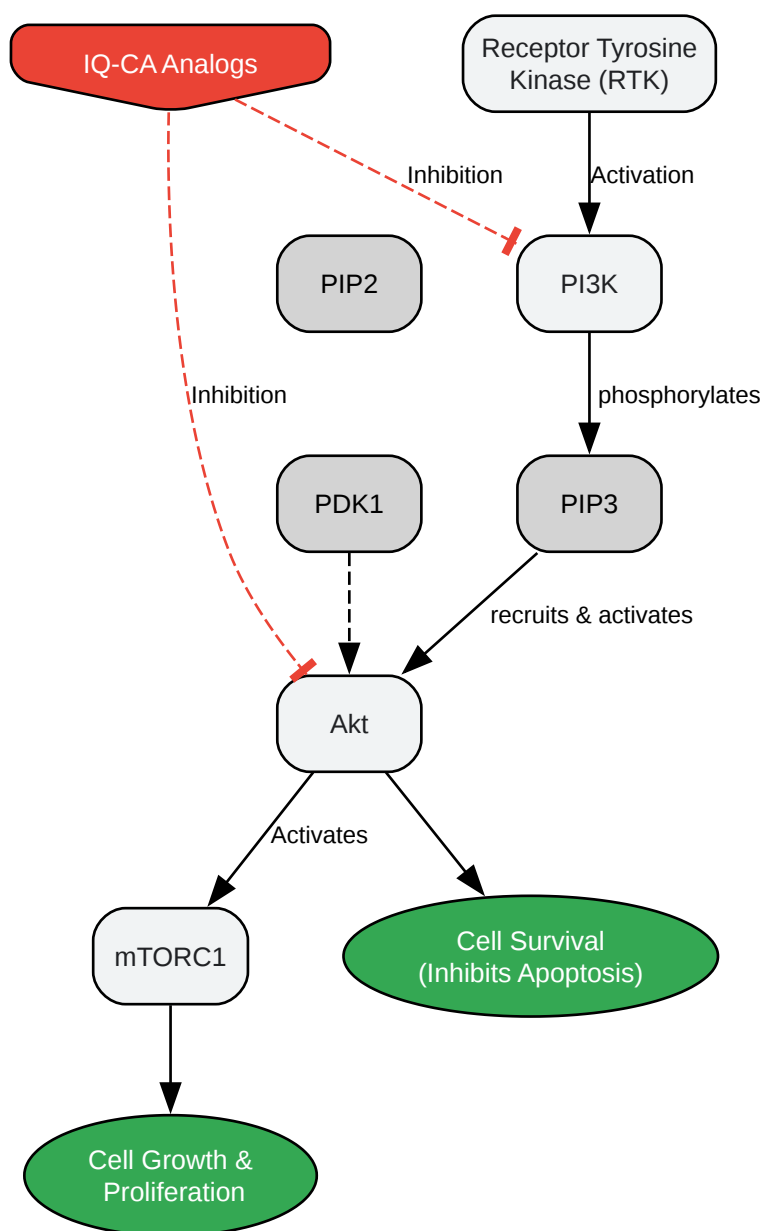 IQ-CA Analogs
Receptor Tyrosine
Kinase (RTK)
Inhibition
Activation
PIP2
PI3K
Inhibition
phosphorylates
PDK1
PIP3
recruits & activates
Akt
Activates
mTORC1
Cell Survival
(Inhibits Apoptosis)
Cell Growth &
Proliferation